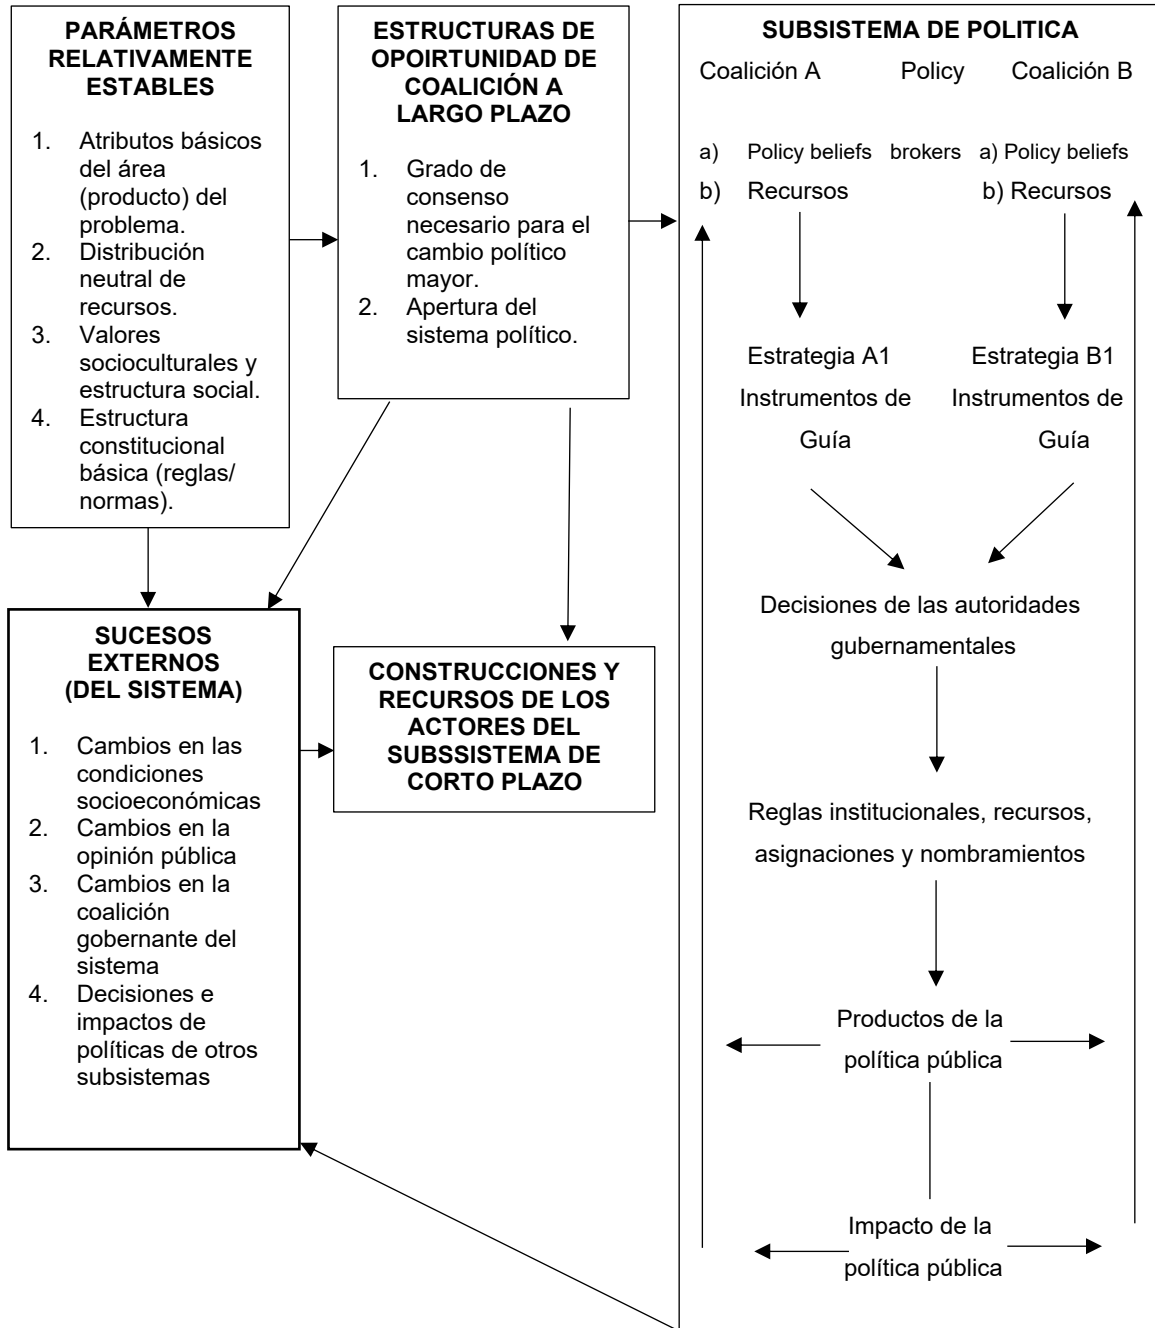 PARÁMETROS
RELATIVAMENTE
ESTABLES
1. Atributos básicos
del área
(producto) del
problema.
2. Distribución
neutral de
recursos.
3. Valores
socioculturales y
estructura social.
4. Estructura
constitucional
básica (reglas/
normas).
ESTRUCTURAS DE
OPOIRTUNIDAD DE
COALICIÓN A
LARGO PLAZO
1. Grado de
consenso
necesario para el
cambio político
mayor.
2. Apertura del
sistema político.
SUBSISTEMA DE POLITICA
Coalición A Policy Coalición B
a) Policy beliefs brokers a) Policy beliefs
b) Recursos b) Recursos
Estrategia A1 Estrategia B1
Instrumentos de Instrumentos de
Guía Guía
Decisiones de las autoridades
gubernamentales
Reglas institucionales, recursos,
asignaciones y nombramientos
Productos de la
política pública
Impacto de la
política pública
SUCESOS
EXTERNOS
(DEL SISTEMA)
1. Cambios en las
condiciones
socioeconómicas
2. Cambios en la
opinión pública
3. Cambios en la
coalición
gobernante del
sistema
4. Decisiones e
impactos de
políticas de otros
subsistemas
CONSTRUCCIONES Y
RECURSOS DE LOS
ACTORES DEL
SUBSSISTEMA DE
CORTO PLAZO